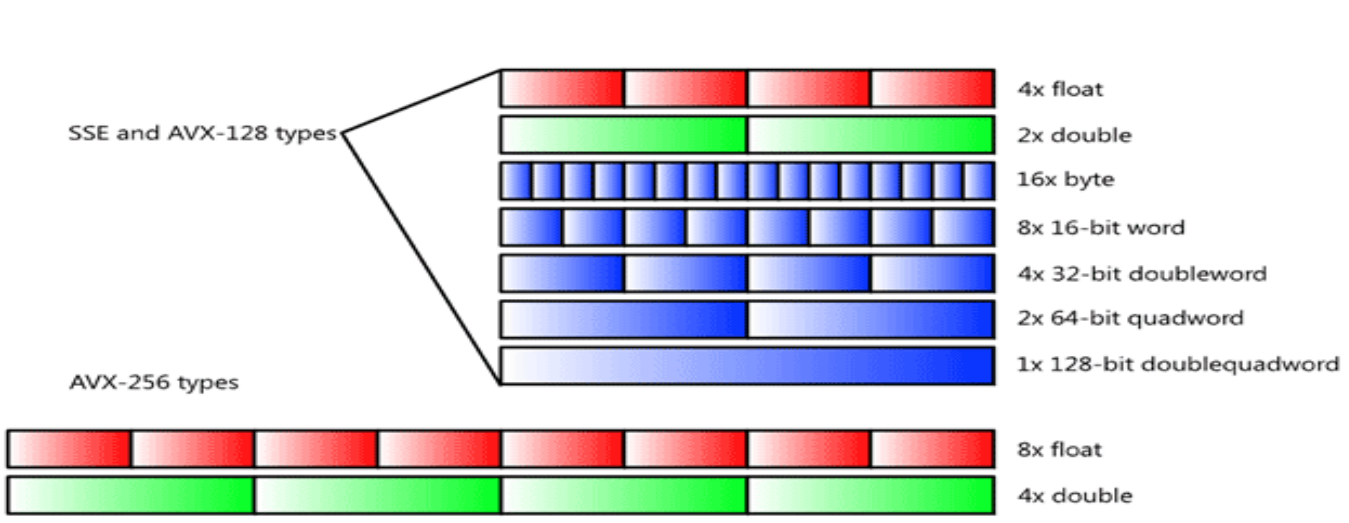 4x float
SSE and AVX-128 types
2x double
16x byte
8x 16-bit word
4x 32-bit doubleword
2x 64-bit quadword
1x 128-bit doublequadword
AVX-256 types
8x float
4x double